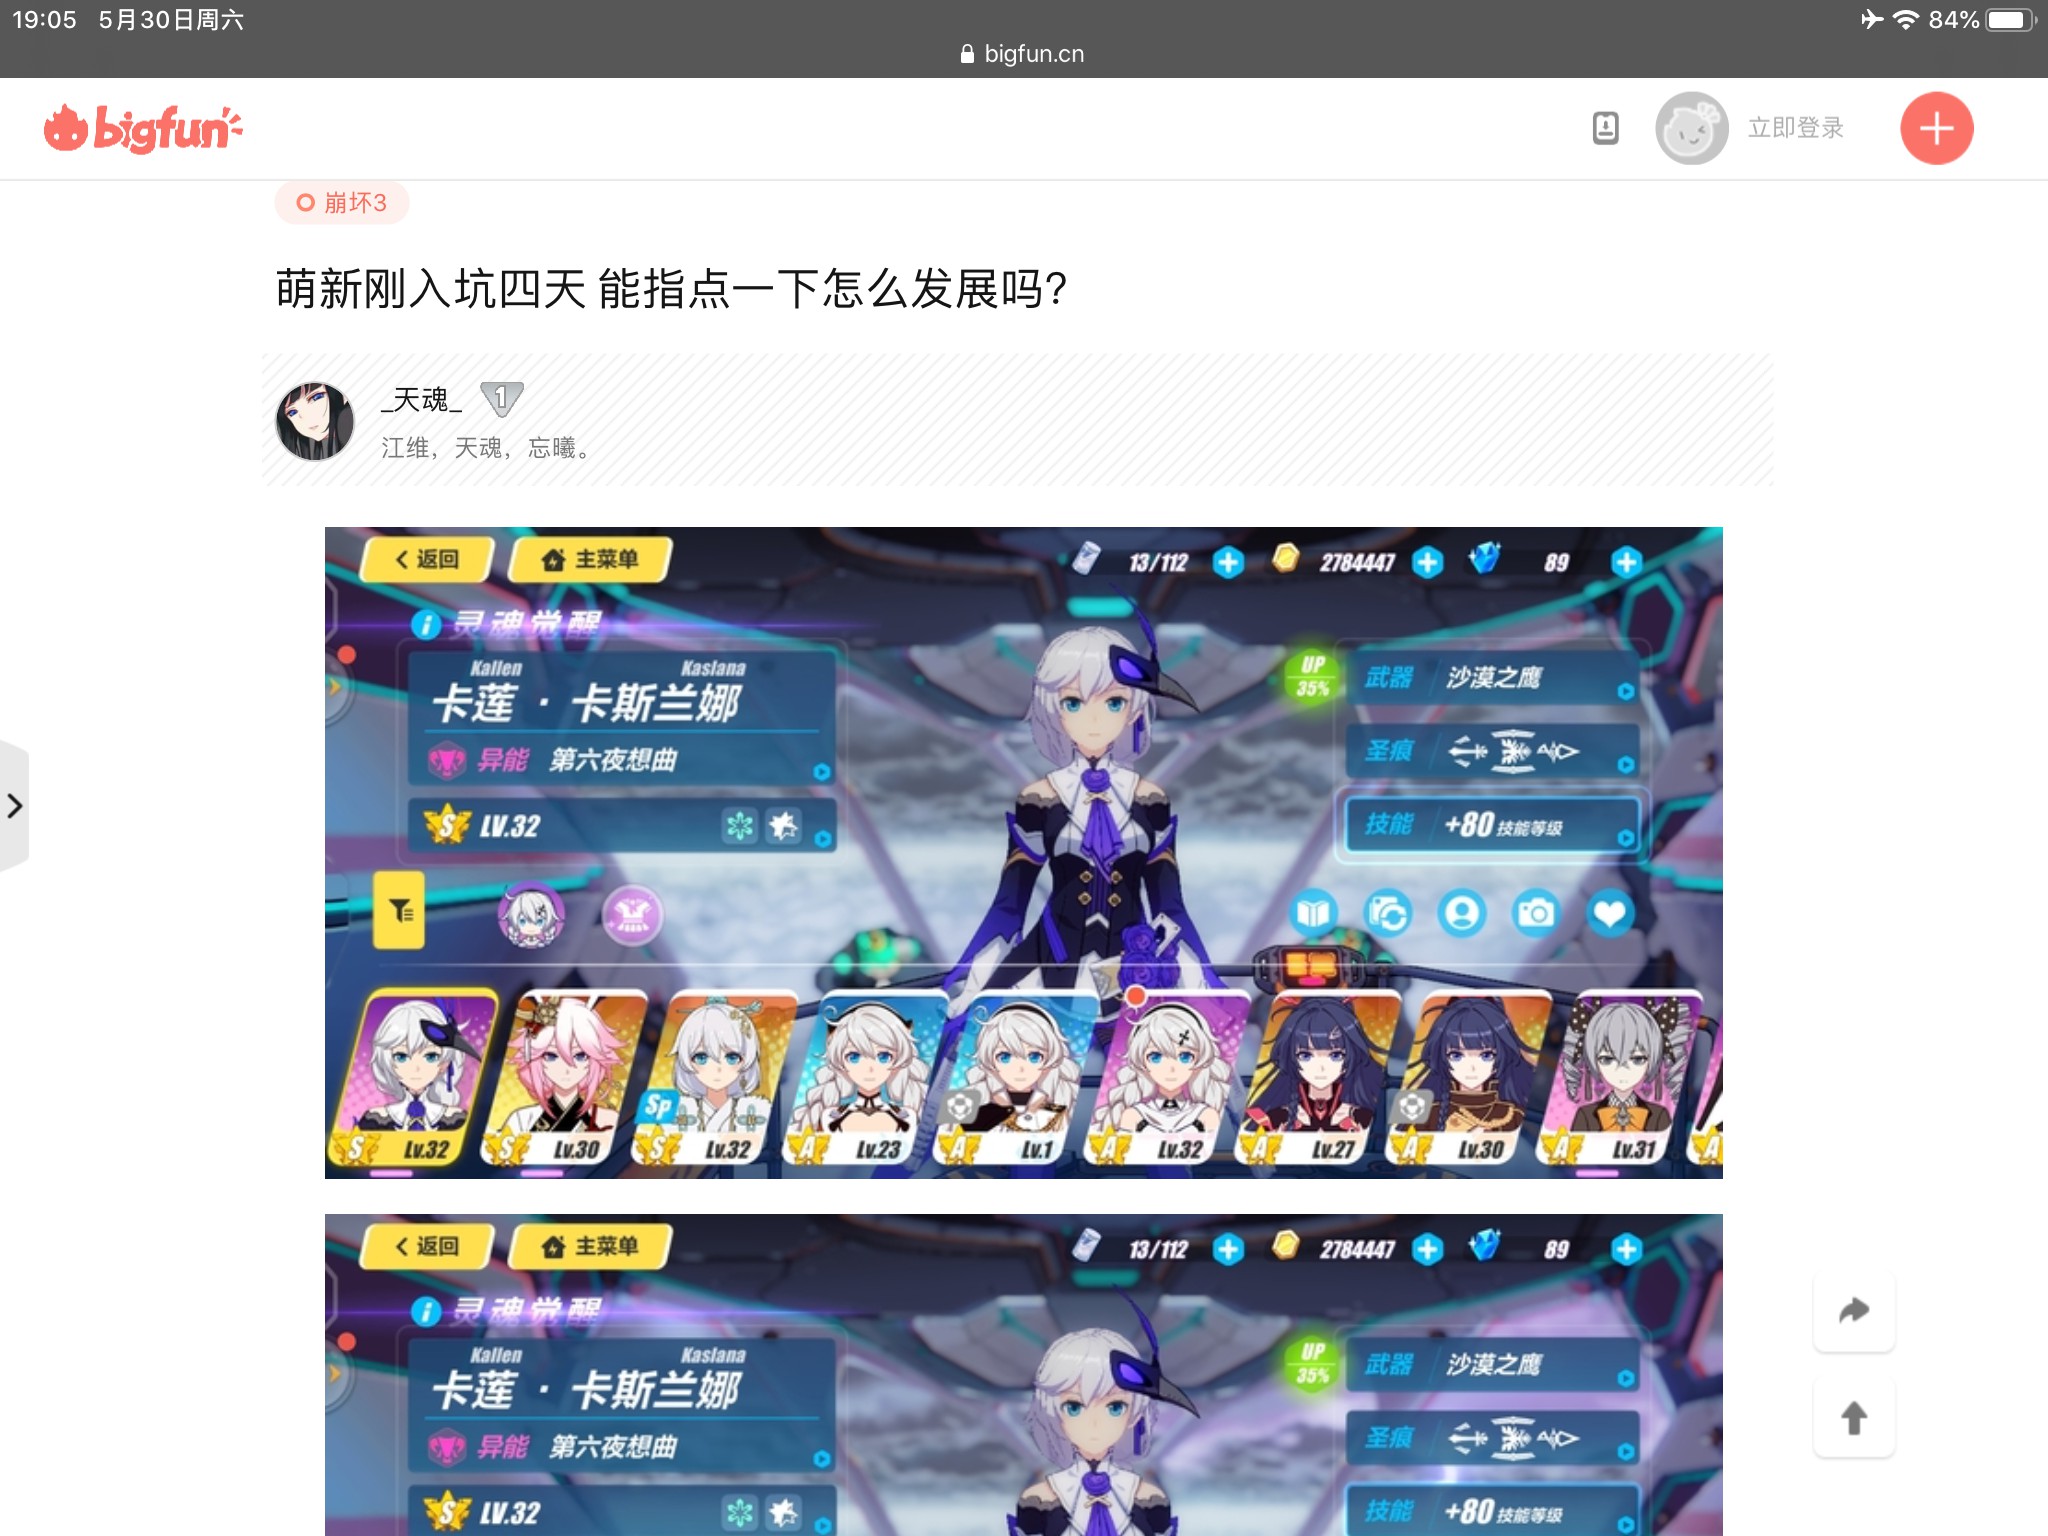 19:05 5月30日周六 84%
bigfun.cn
bigfun
立即登录
崩坏3
萌新刚入坑四天 能指点一下怎么发展吗?
_天魂_ 1
江维，天魂，忘曦。
返回 主菜单 13/112 2784447 89
灵魂觉醒
Kallen Kaslana
卡莲·卡斯兰娜
异能 第六夜想曲
S LV.32
UP 35%
武器 沙漠之鹰
圣痕
技能 +80 技能等级
S Lv.32 S Lv.30 Sp S Lv.32 A Lv.23 A Lv.1 A Lv.32 A Lv.27 A Lv.30 A Lv.31 A
返回 主菜单 13/112 2784447 89
灵魂觉醒
Kallen Kaslana
卡莲·卡斯兰娜
异能 第六夜想曲
S LV.32
UP 35%
武器 沙漠之鹰
圣痕
技能 +80 技能等级